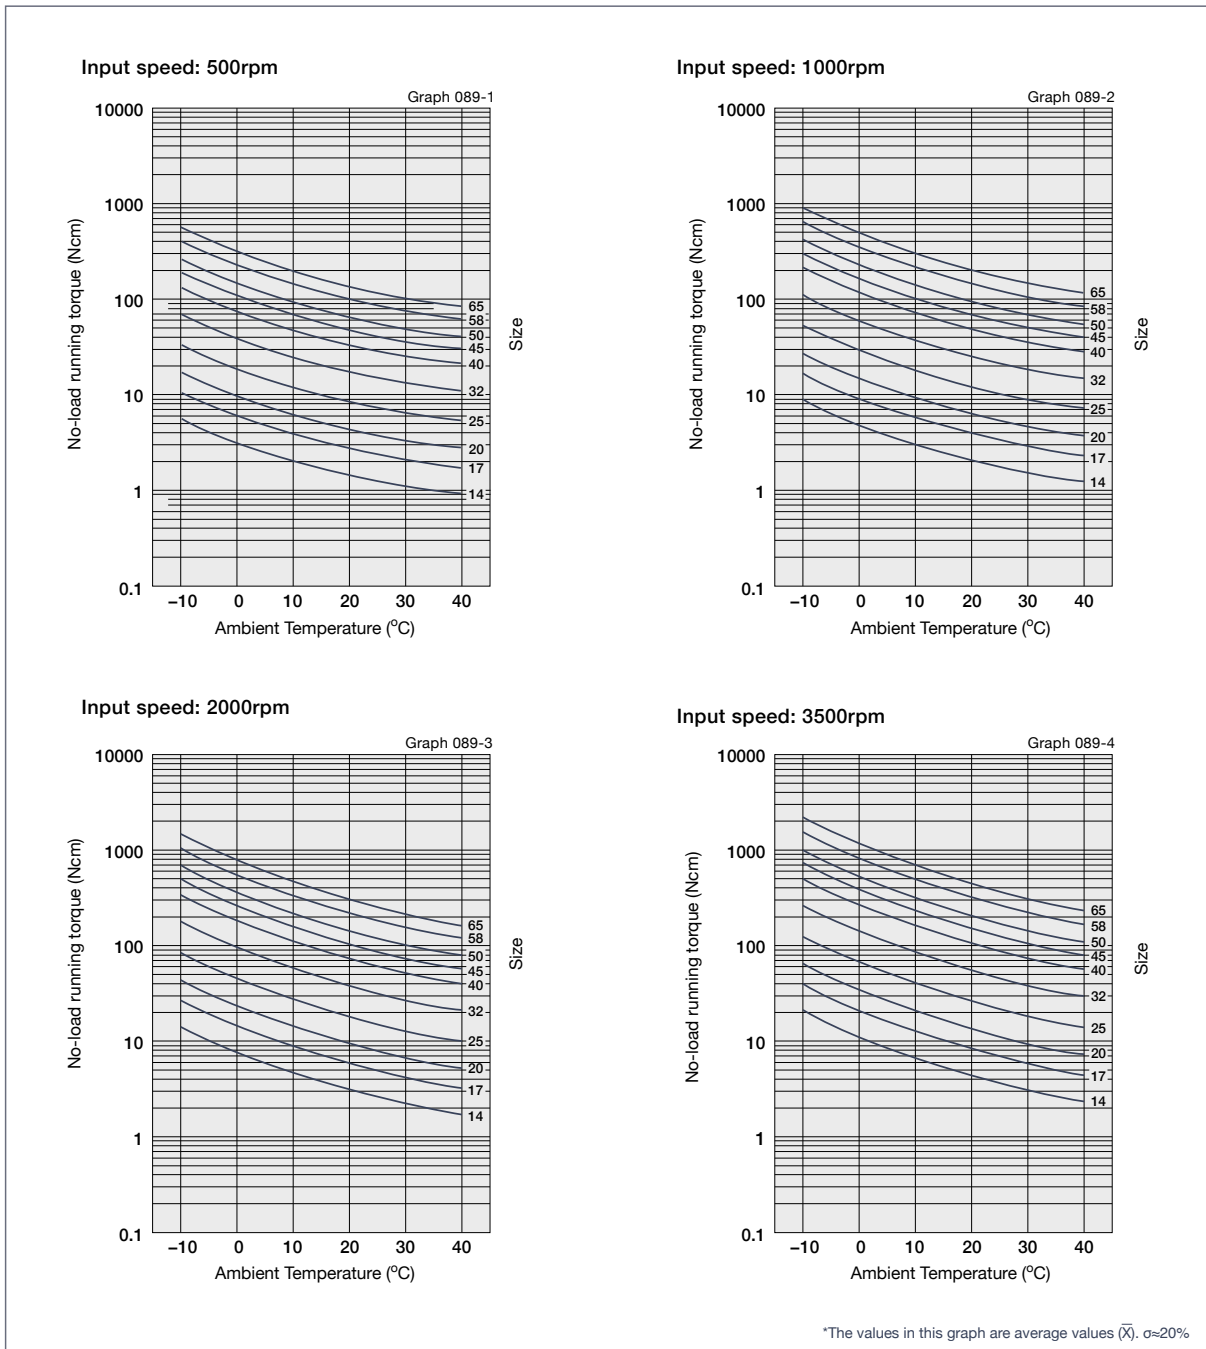 Input speed: 500rpm
Graph 089-1
10000
1000
100
10
1
0.1
No-load running torque (Ncm)
65
58
50
45
40
32
25
20
17
14
Size
–10 0 10 20 30 40
Ambient Temperature (°C)
Input speed: 1000rpm
Graph 089-2
10000
1000
100
10
1
0.1
No-load running torque (Ncm)
65
58
50
45
40
32
25
20
17
14
Size
–10 0 10 20 30 40
Ambient Temperature (°C)
Input speed: 2000rpm
Graph 089-3
10000
1000
100
10
1
0.1
No-load running torque (Ncm)
65
58
50
45
40
32
25
20
17
14
Size
–10 0 10 20 30 40
Ambient Temperature (°C)
Input speed: 3500rpm
Graph 089-4
10000
1000
100
10
1
0.1
No-load running torque (Ncm)
65
58
50
45
40
32
25
20
17
14
Size
–10 0 10 20 30 40
Ambient Temperature (°C)
*The values in this graph are average values (X̅). σ≈20%